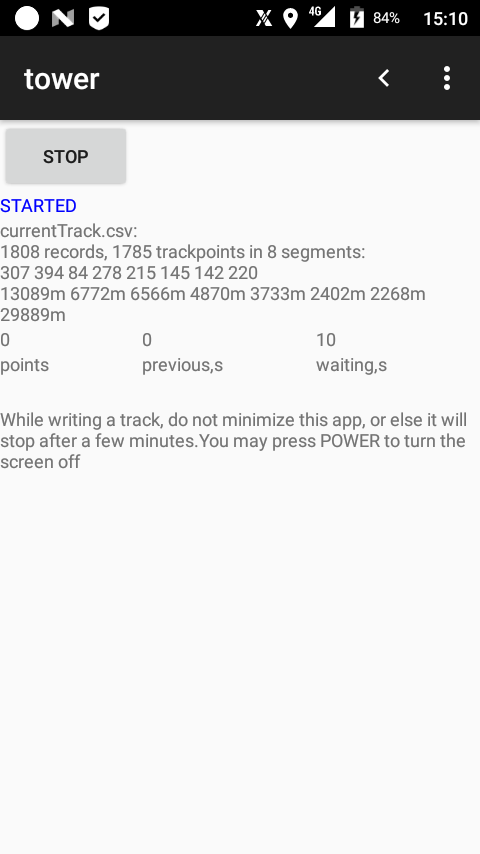 4G 84% 15:10
tower
STOP
STARTED
currentTrack.csv:
1808 records, 1785 trackpoints in 8 segments:
307 394 84 278 215 145 142 220
13089m 6772m 6566m 4870m 3733m 2402m 2268m
29889m
0 0 10
points previous,s waiting,s
While writing a track, do not minimize this app, or else it will
stop after a few minutes.You may press POWER to turn the
screen off